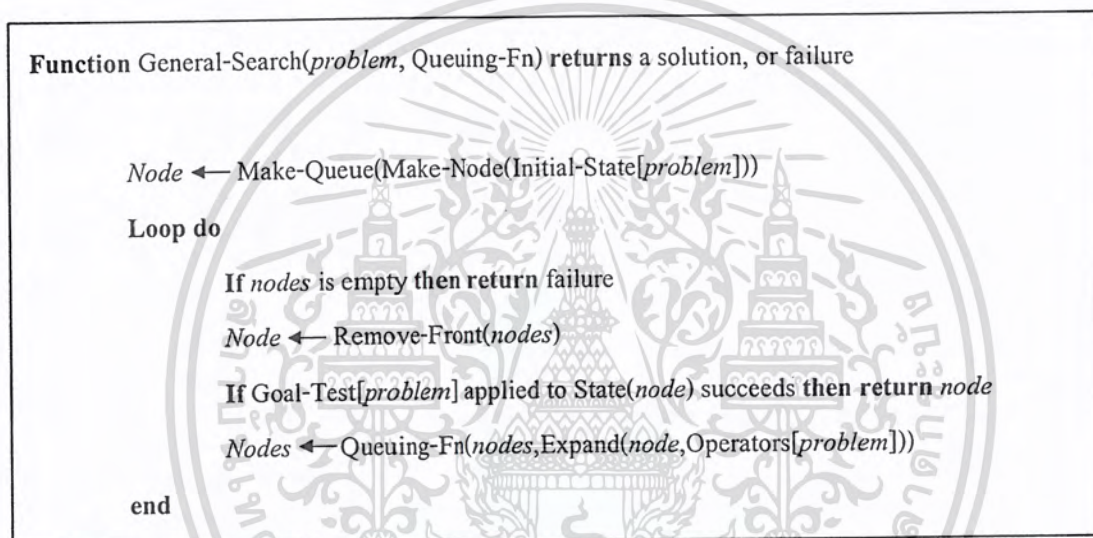 Function General-Search(problem, Queuing-Fn) returns a solution, or failure
Node ← Make-Queue(Make-Node(Initial-State[problem]))
Loop do
If nodes is empty then return failure
Node ← Remove-Front(nodes)
If Goal-Test[problem] applied to State(node) succeeds then return node
Nodes ← Queuing-Fn(nodes,Expand(node,Operators[problem]))
end